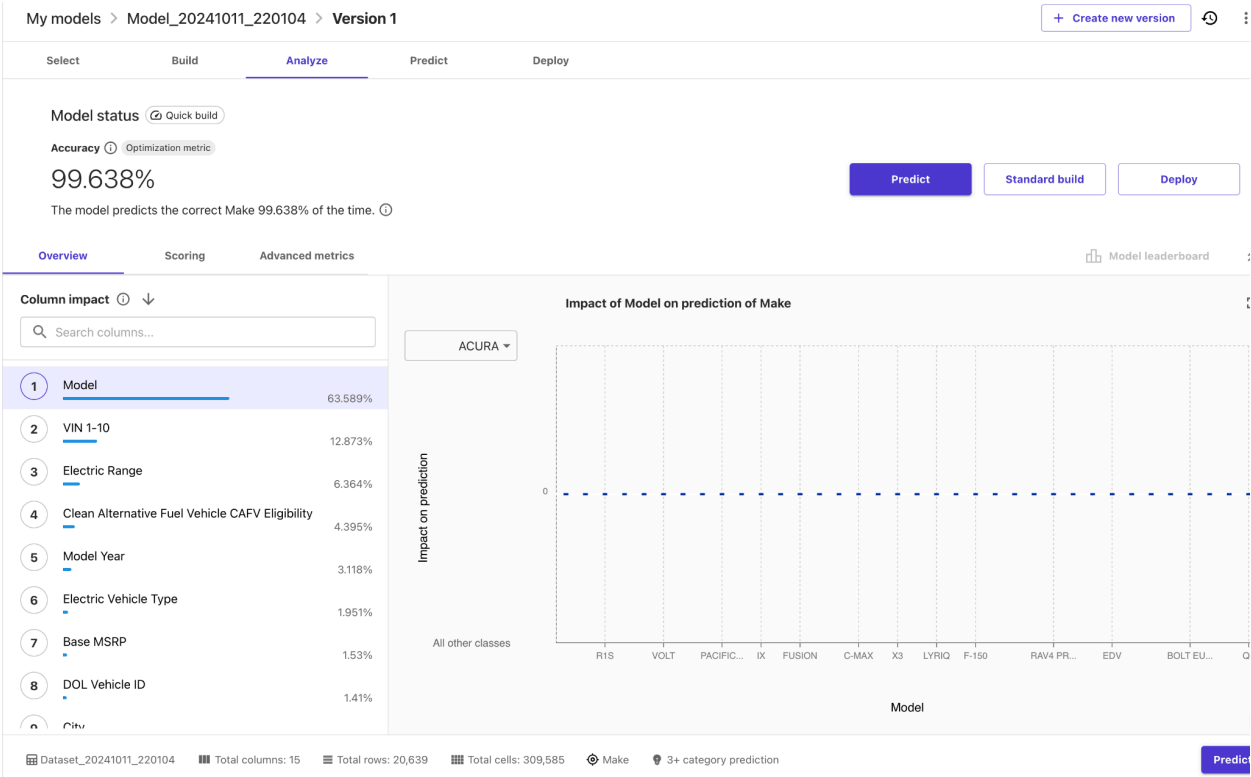 My models > Model_20241011_220104 > Version 1
+ Create new version
Select Build Analyze Predict Deploy
Model status Quick build
Accuracy Optimization metric
99.638%
The model predicts the correct Make 99.638% of the time.
Predict Standard build Deploy
Overview Scoring Advanced metrics
Model leaderboard
Column impact
Search columns...
1 Model 63.589%
2 VIN 1-10 12.873%
3 Electric Range 6.364%
4 Clean Alternative Fuel Vehicle CAFV Eligibility 4.395%
5 Model Year 3.118%
6 Electric Vehicle Type 1.951%
7 Base MSRP 1.53%
8 DOL Vehicle ID 1.41%
9 City
Impact of Model on prediction of Make
ACURA
Impact on prediction
0
All other classes
R1S VOLT PACIFIC... IX FUSION C-MAX X3 LYRIQ F-150 RAV4 PR... EDV BOLT EU...
Model
Dataset_20241011_220104 Total columns: 15 Total rows: 20,639 Total cells: 309,585 Make 3+ category prediction
Predict